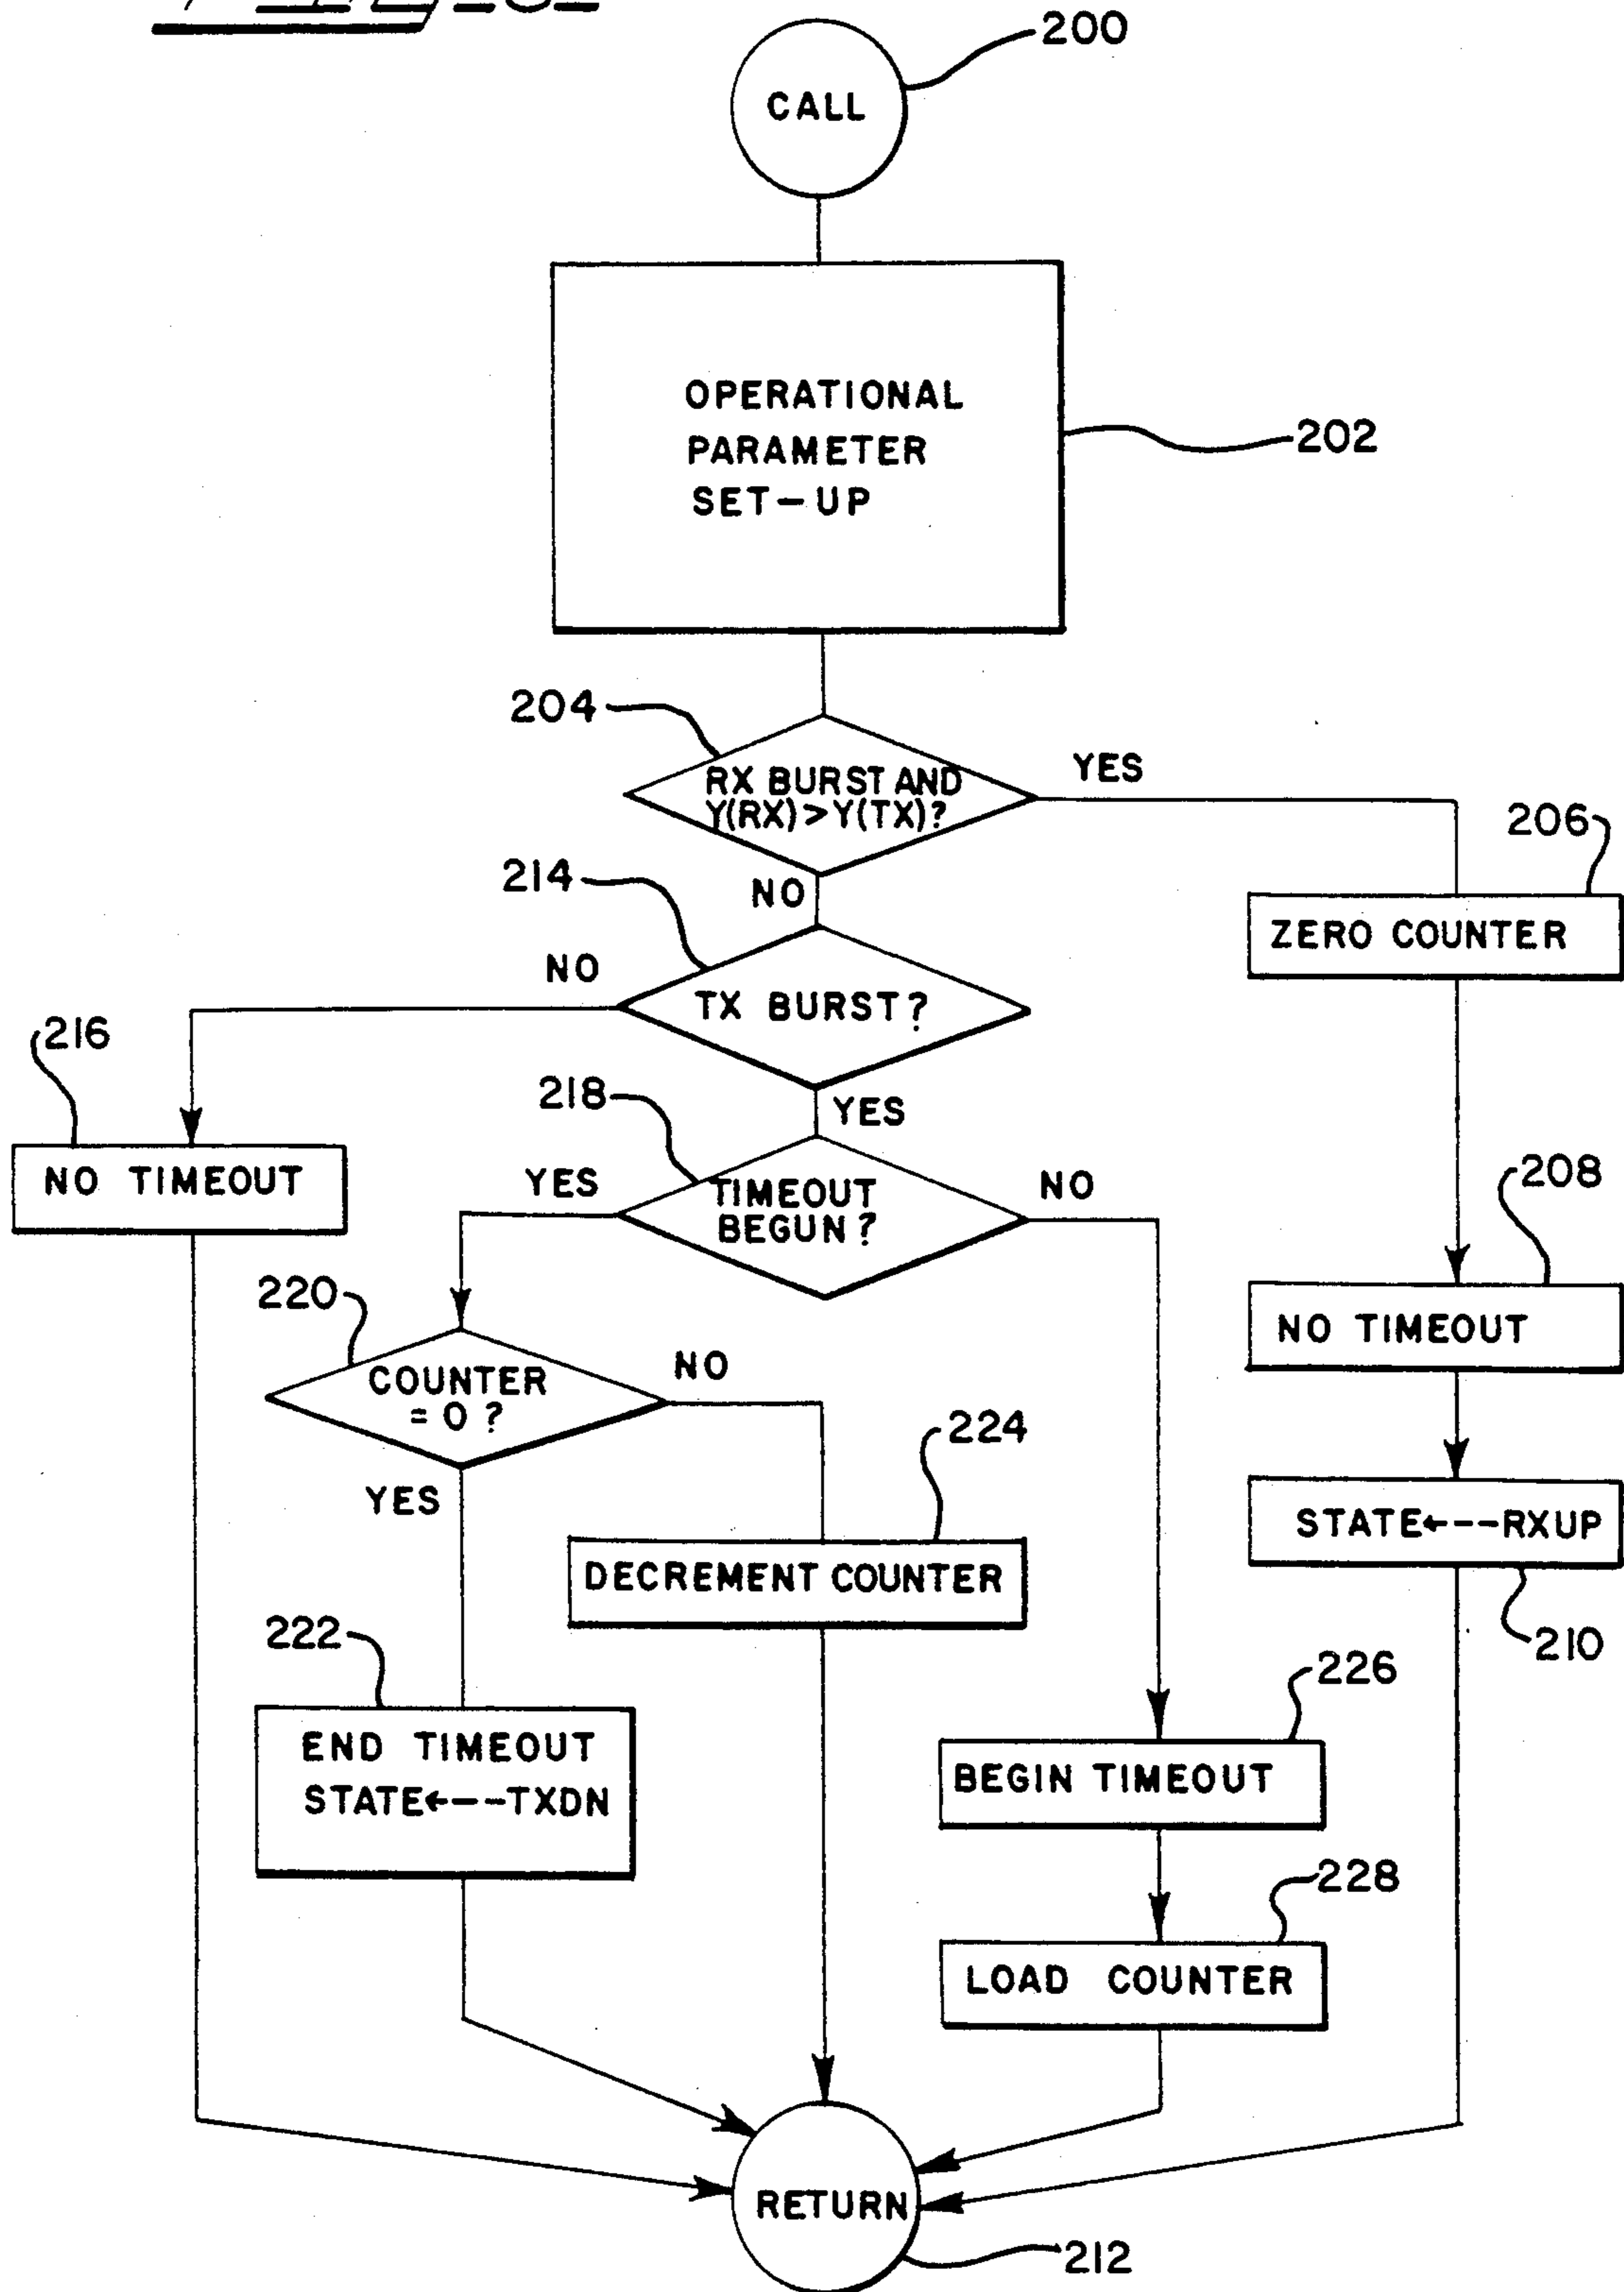 200
CALL
OPERATIONAL
PARAMETER
SET-UP
202
204
RX BURST AND
Y(RX)>Y(TX)?
YES
206
ZERO COUNTER
NO
214
TX BURST?
NO
216
NO TIMEOUT
YES
218
TIMEOUT
BEGUN?
YES
NO
208
NO TIMEOUT
220
COUNTER
=0?
NO
YES
224
DECREMENT COUNTER
STATE←---RXUP
210
222
END TIMEOUT
STATE←---TXDN
226
BEGIN TIMEOUT
228
LOAD COUNTER
RETURN
212